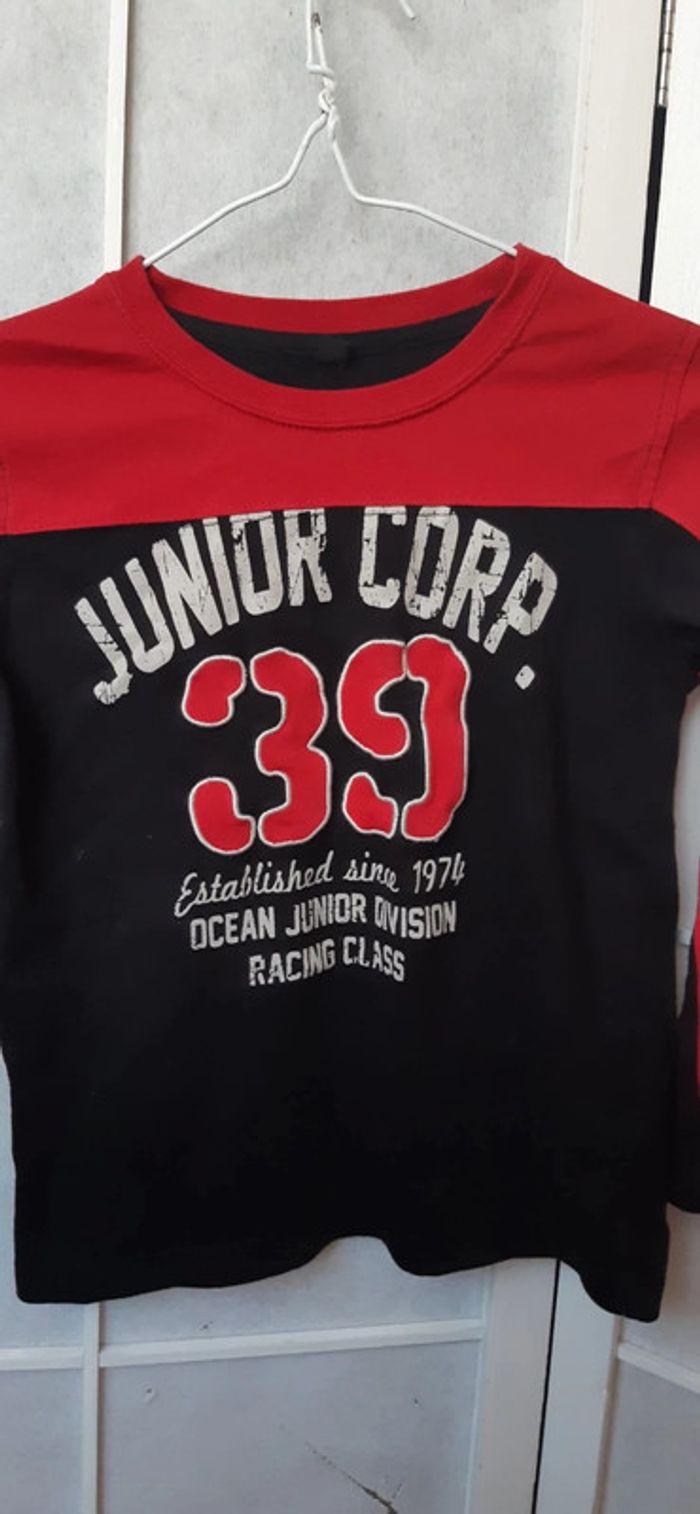 JUNIOR CORP.
39
Established since 1974
OCEAN JUNIOR DIVISION
RACING CLASS